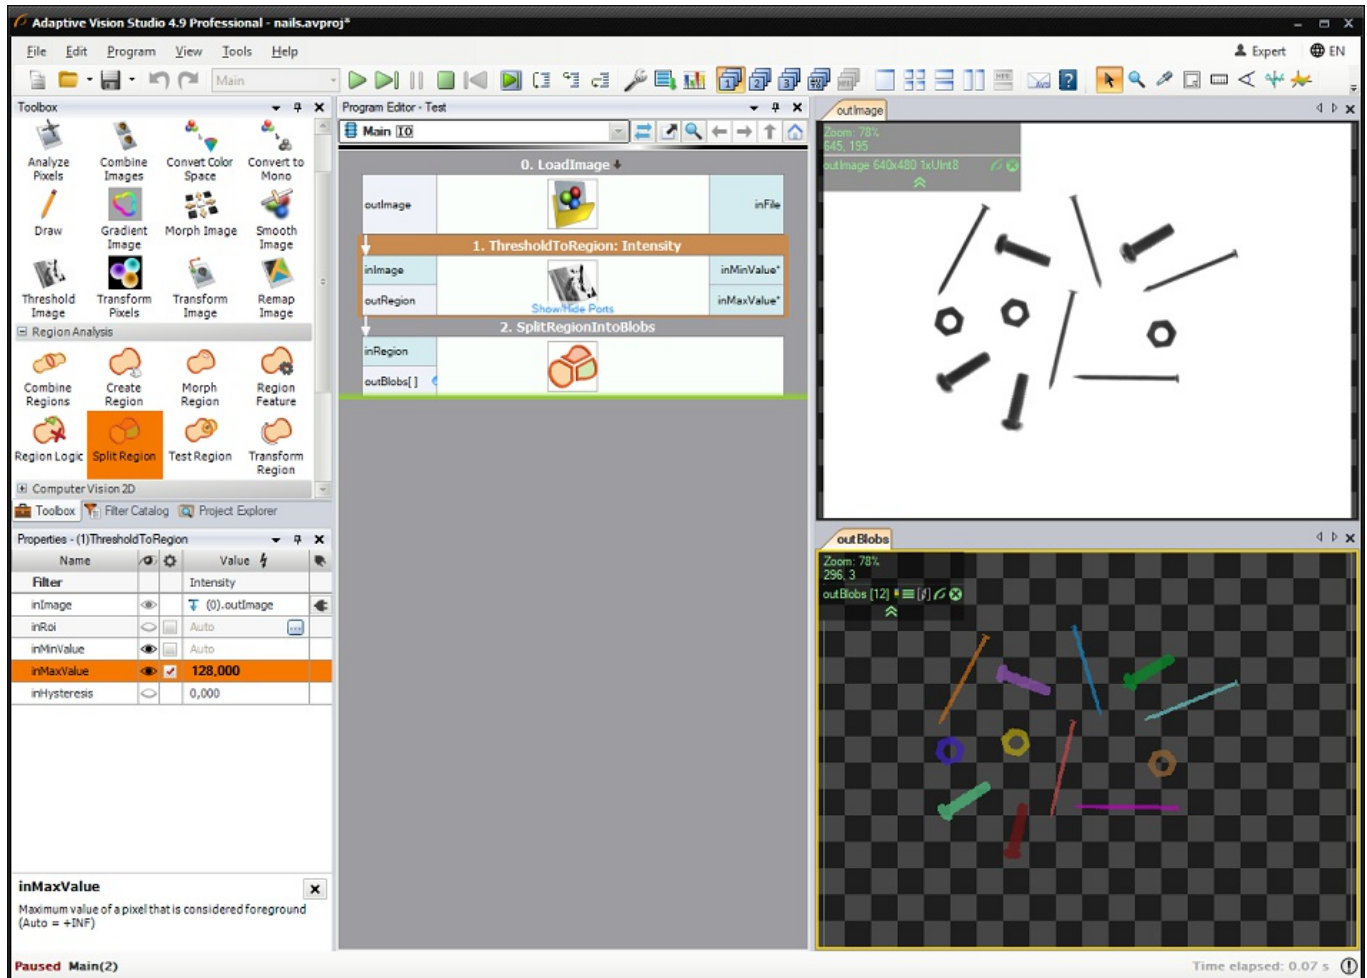 Adaptive Vision Studio 4.9 Professional - nails.avproj*
File Edit Program View Tools Help
Expert EN
Main
Toolbox
Analyze Pixels
Combine Images
Convert Color Space
Convert to Mono
Draw
Gradient Image
Morph Image
Smooth Image
Threshold Image
Transform Pixels
Transform Image
Remap Image
Region Analysis
Combine Regions
Create Region
Morph Region
Region Feature
Region Logic
Split Region
Test Region
Transform Region
Computer Vision 2D
Toolbox Filter Catalog Project Explorer
Properties - (1)ThresholdToRegion
Name Value
Filter Intensity
inImage (0).outImage
inRoi Auto
inMinValue Auto
inMaxValue 128,000
inHysteresis 0,000
inMaxValue
Maximum value of a pixel that is considered foreground
(Auto = +INF)
Program Editor - Test
Main IO
0. LoadImage
outImage inFile
1. ThresholdToRegion: Intensity
inImage inMinValue*
outRegion inMaxValue*
Show/Hide Ports
2. SplitRegionIntoBlobs
inRegion
outBlobs[ ]
outImage
Zoom: 78%
645, 195
outImage 640x480 1xUInt8
outBlobs
Zoom: 78%
296, 3
outBlobs [12]
Paused Main(2)
Time elapsed: 0.07 s